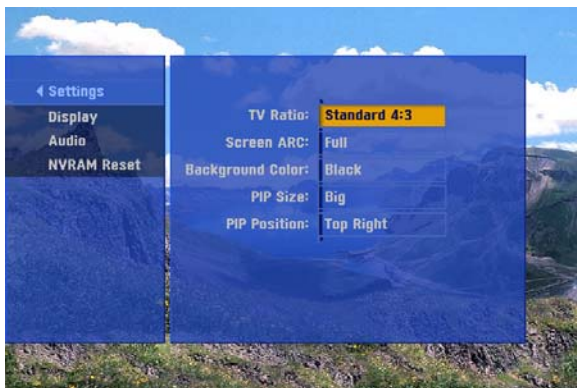 Settings
Display
Audio
NVRAM Reset
TV Ratio: Standard 4:3
Screen ARC: Full
Background Color: Black
PIP Size: Big
PIP Position: Top Right